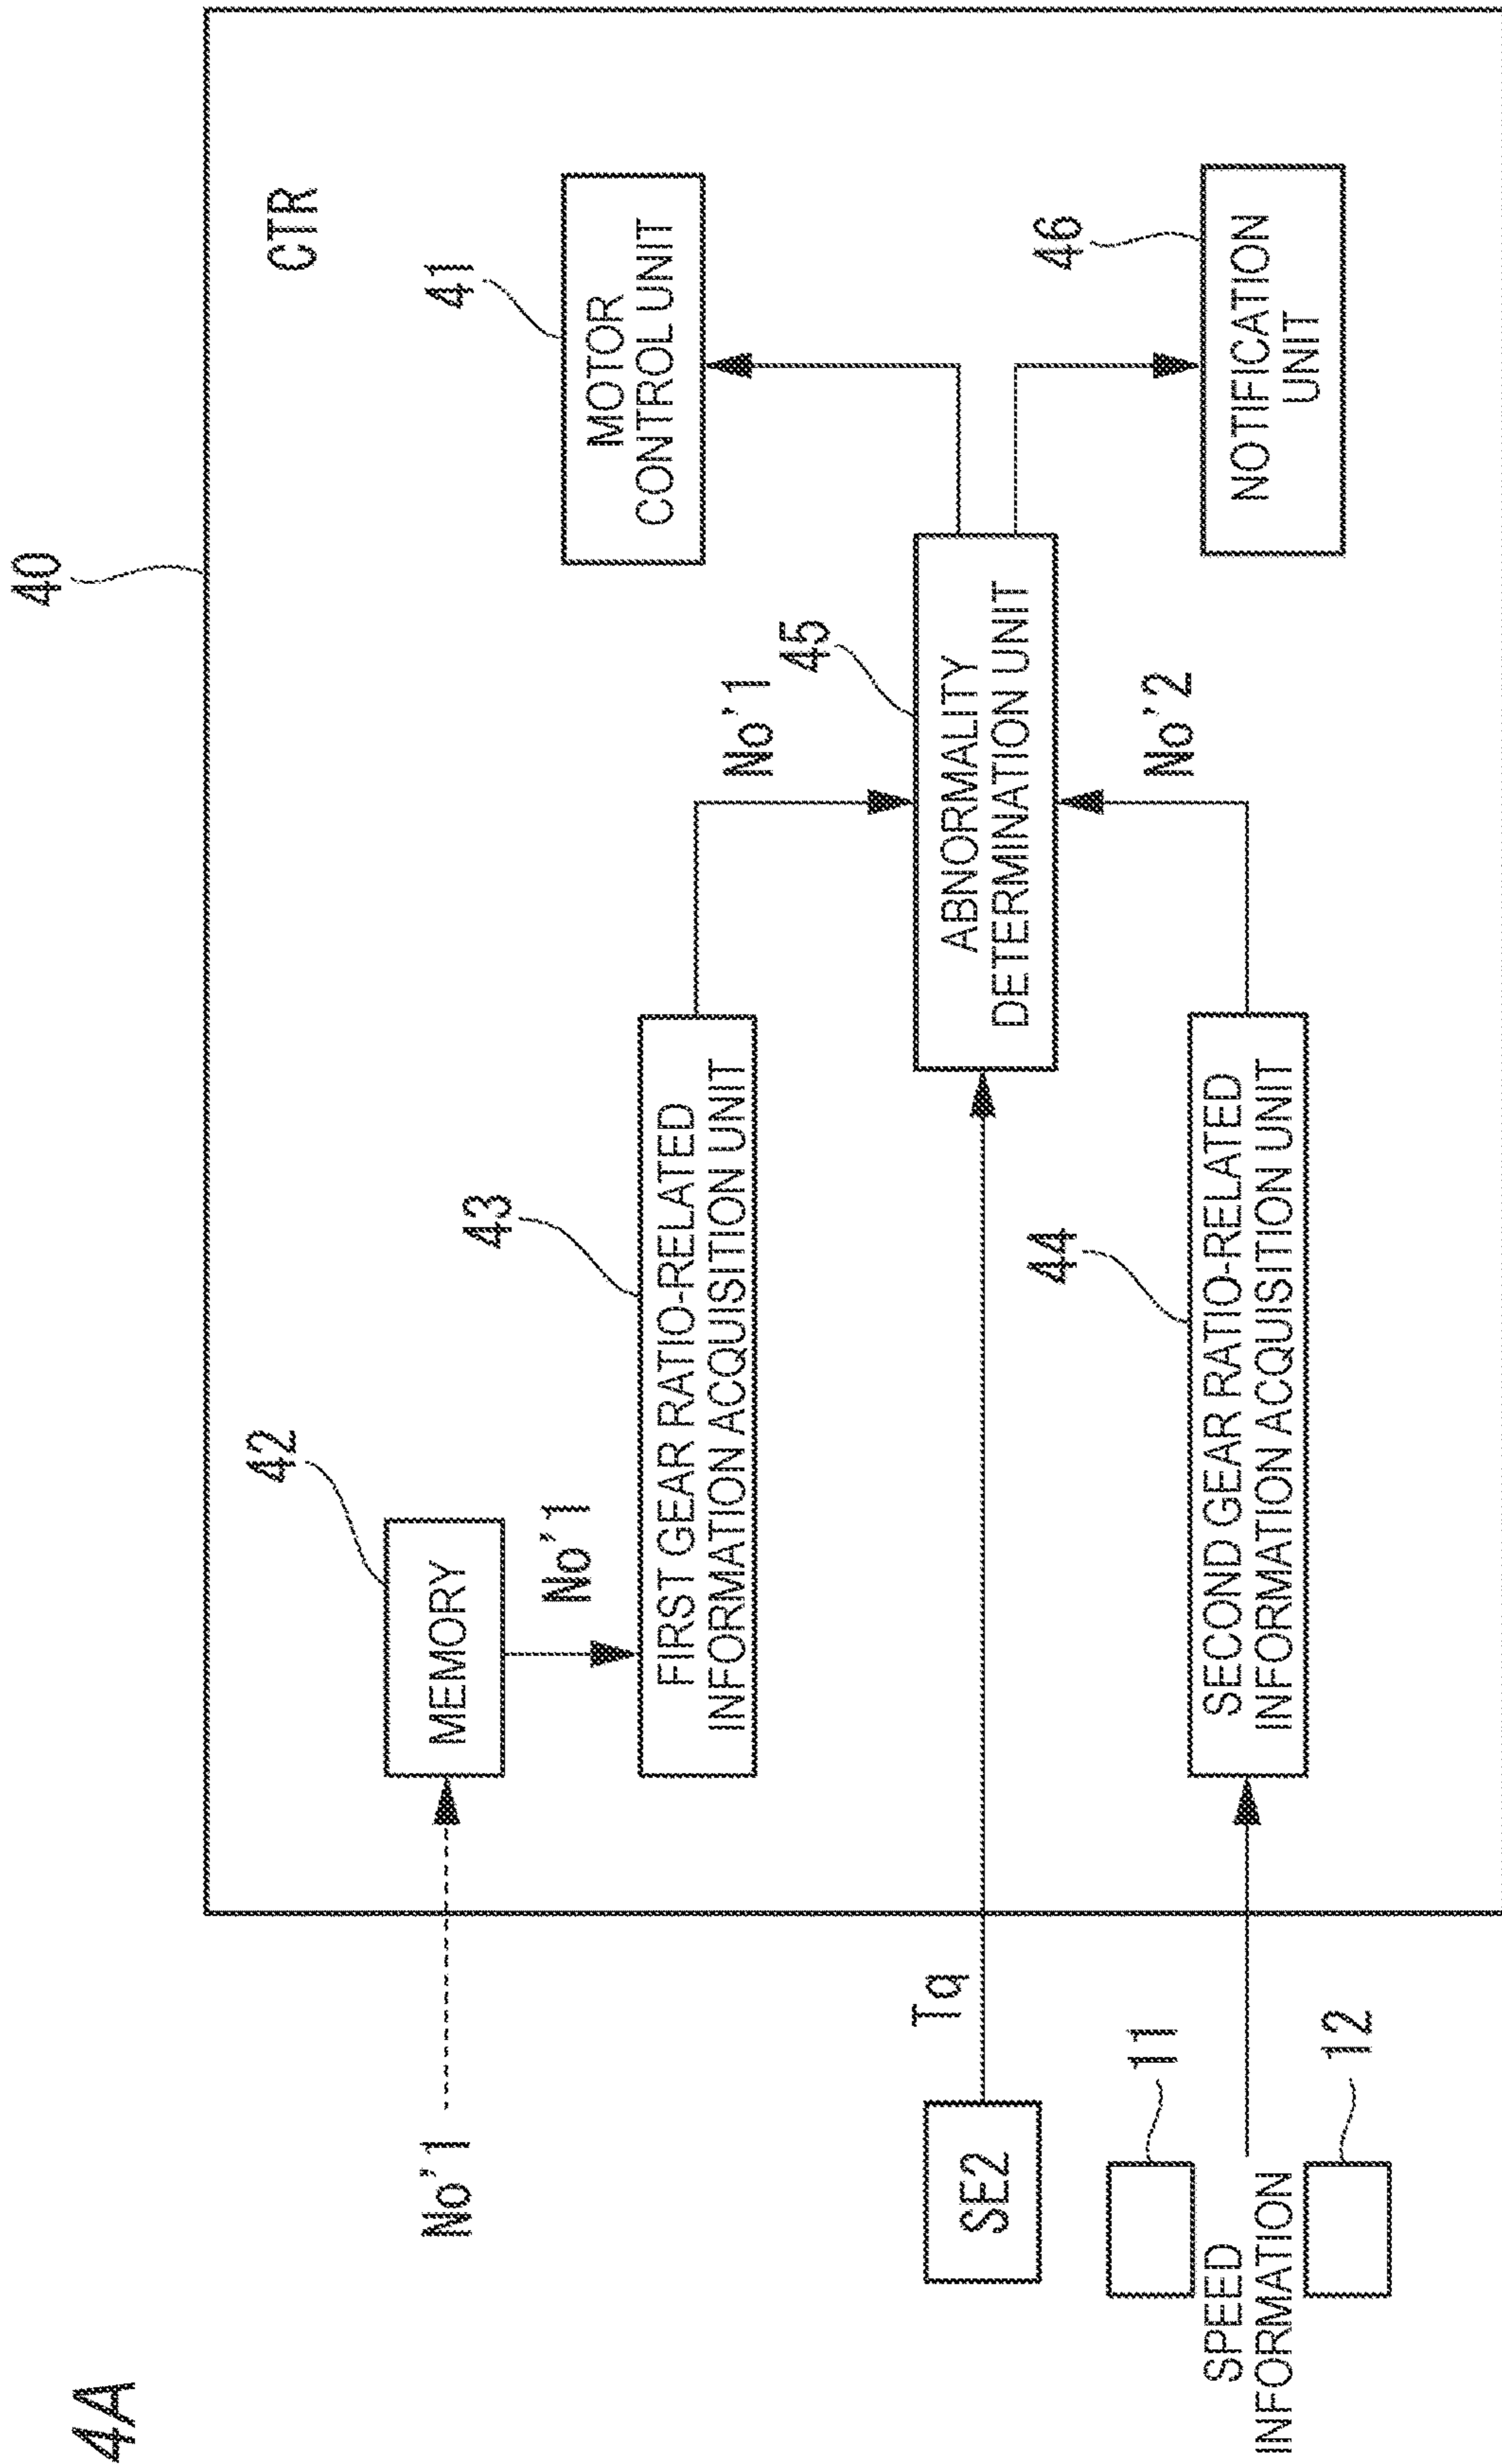 4A
40
CTR
42
41
MEMORY
No'1
No'1
MOTOR
CONTROL UNIT
43
FIRST GEAR RATIO-RELATED
INFORMATION ACQUISITION UNIT
No'1
45
Tq
SE2
ABNORMALITY
DETERMINATION UNIT
46
44
No'2
11
SPEED
INFORMATION
SECOND GEAR RATIO-RELATED
INFORMATION ACQUISITION UNIT
NOTIFICATION
UNIT
12